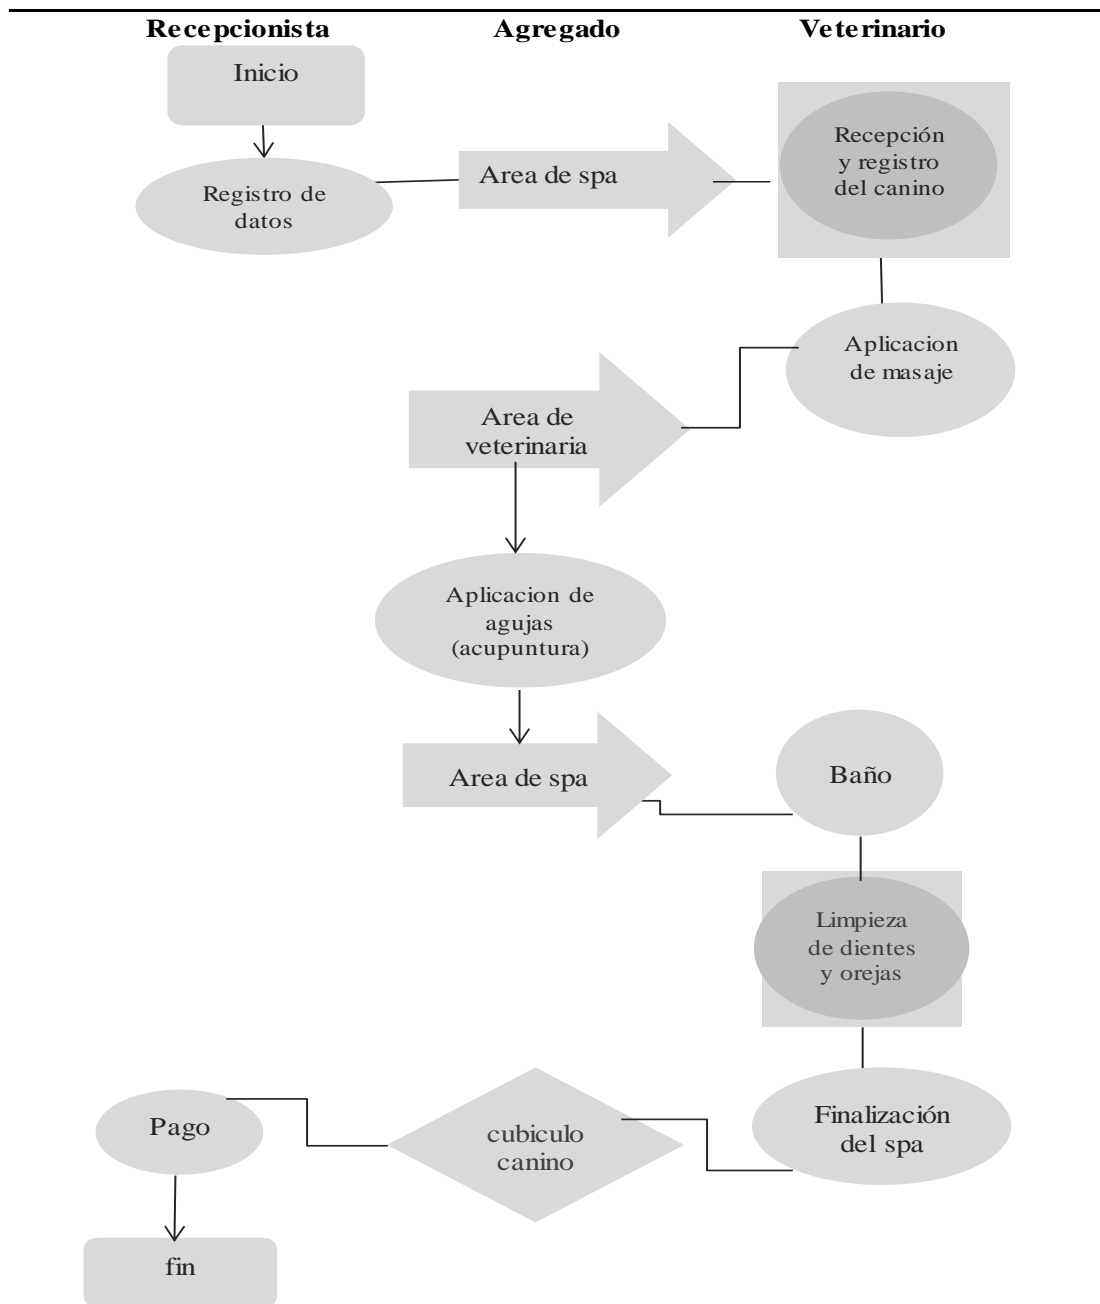 Recepcionista Agregado Veterinario
Inicio
Registro de
datos
Area de spa
Recepción
y registro
del canino
Aplicacion
de masaje
Area de
veterinaria
Aplicacion de
agujas
(acupuntura)
Area de spa
Baño
Limpieza
de dientes
y orejas
Finalización
del spa
cubiculo
canino
Pago
fin